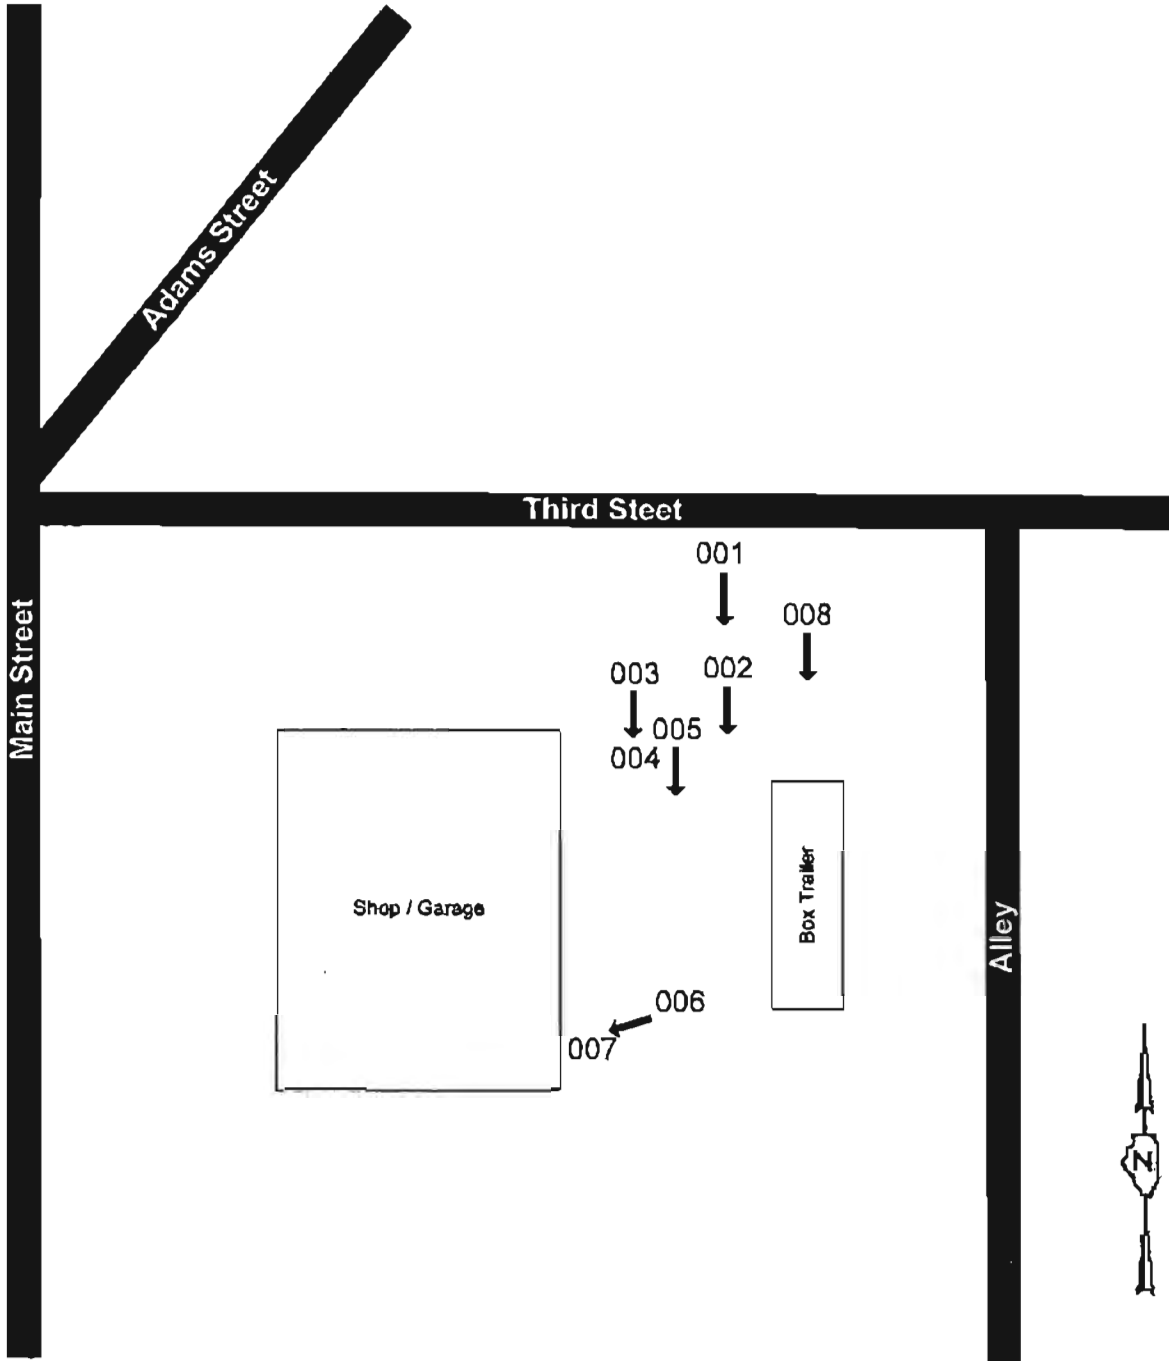 Adams Street
Third Steet
001
008
Main Street
003
002
005
004
Shop / Garage
Box Trailer
Alley
006
007
N